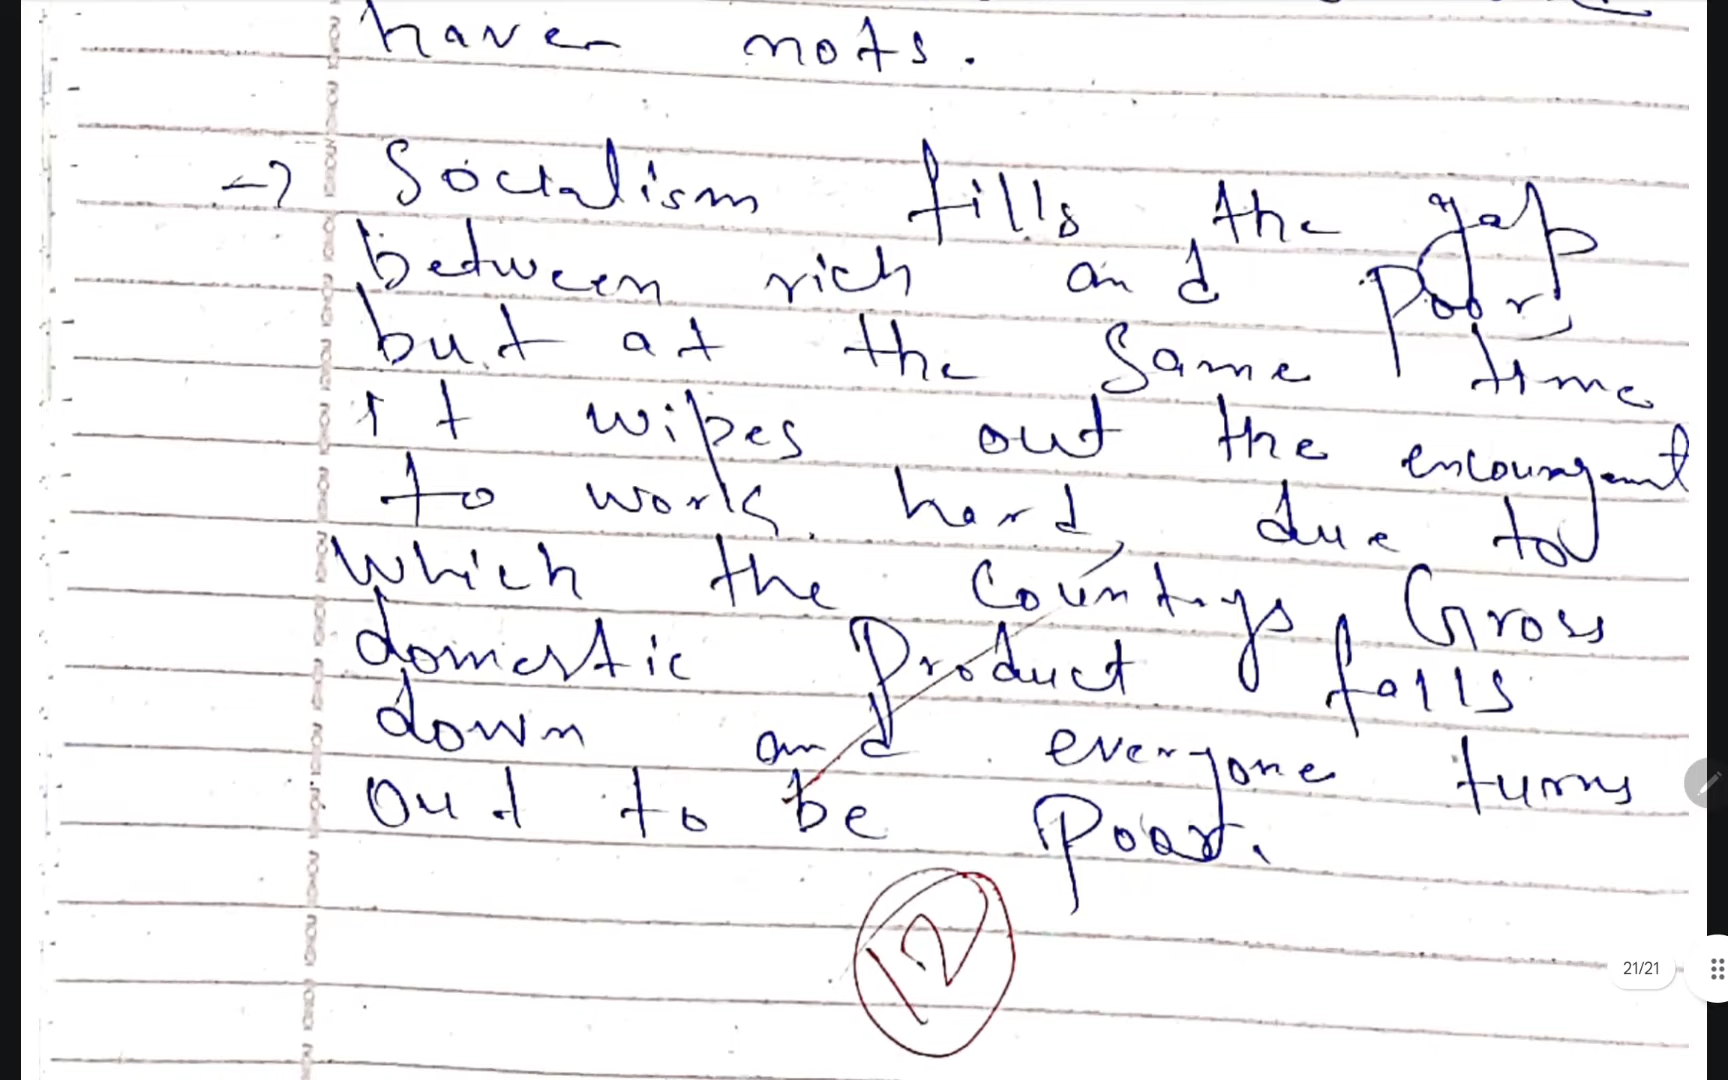 have nots.
→ Socialism fills the gap
between rich and poor,
but at the same time
it wipes out the encouragemt
to work hard, due to
which the countrys Gross
domestic Product falls
down and everyone turns
out to be Poor.
12
21/21